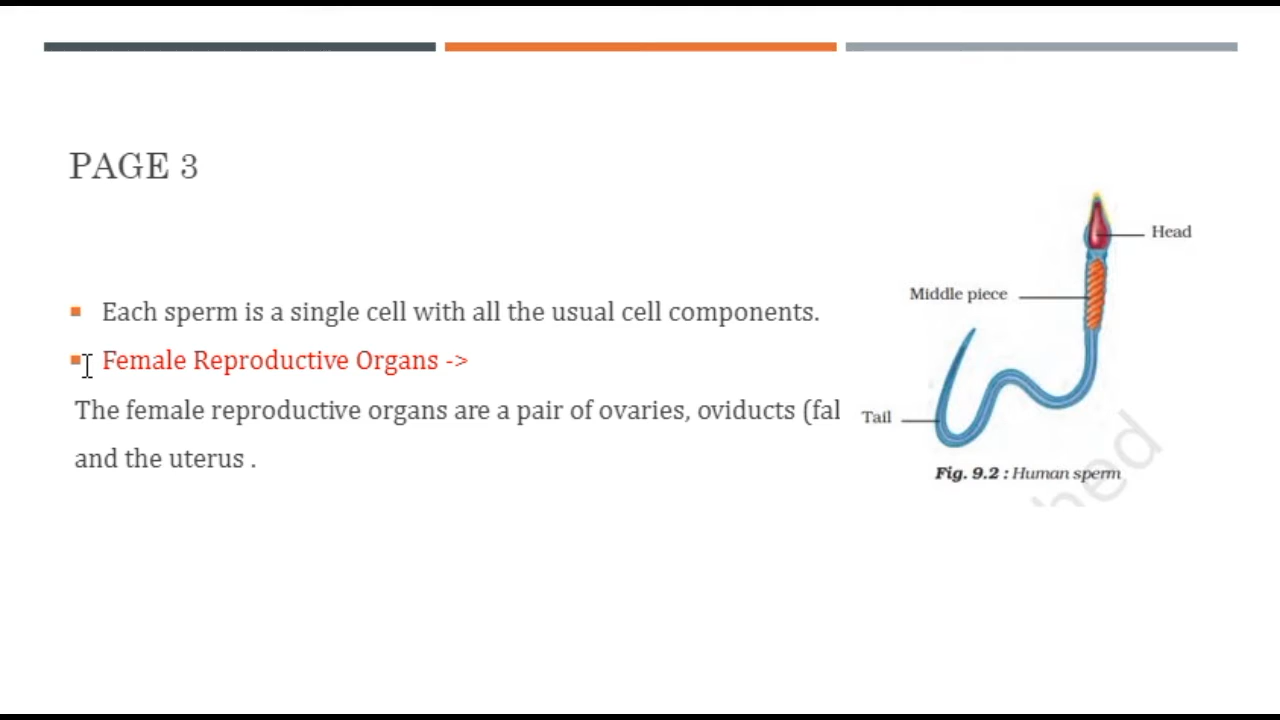 PAGE 3
Each sperm is a single cell with all the usual cell components.
Female Reproductive Organs ->
The female reproductive organs are a pair of ovaries, oviducts (fal
and the uterus .
Head
Middle piece
Tail
Fig. 9.2 : Human sperm
hed